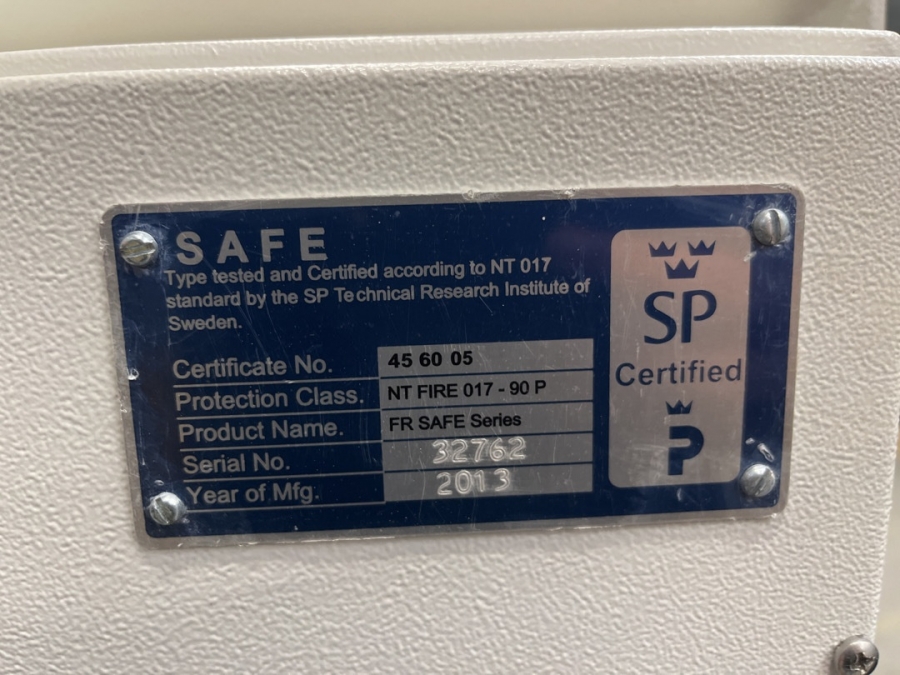 SAFE
Type tested and Certified according to NT 017
standard by the SP Technical Research Institute of
Sweden.
Certificate No. 45 60 05
Protection Class. NT FIRE 017 - 90 P
Product Name. FR SAFE Series
Serial No. 32762
Year of Mfg. 2013
SP
Certified
P